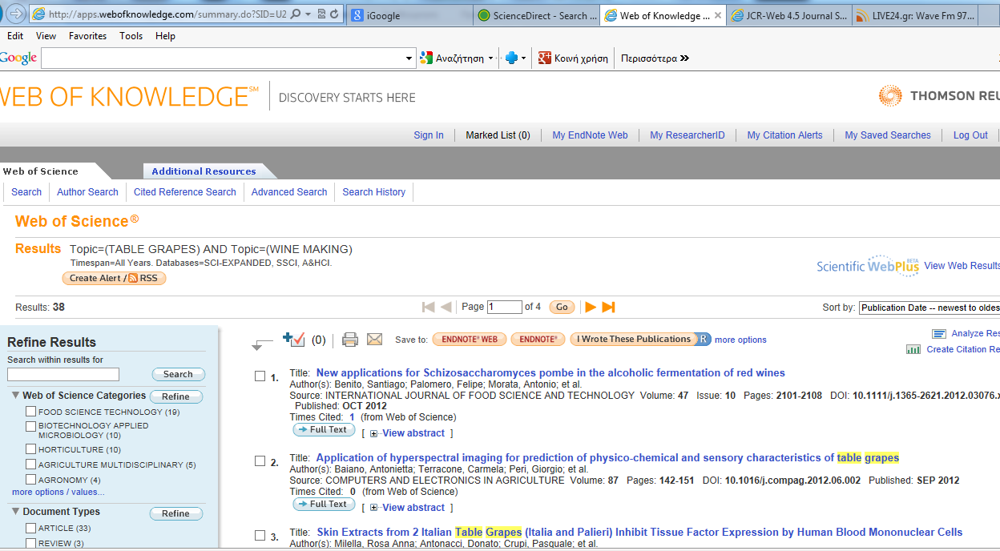 http://apps.webofknowledge.com/summary.do?SID=U2
iGoogle
ScienceDirect - Search ...
Web of Knowledge ...
JCR-Web 4.5 Journal S...
LIVE24.gr: Wave Fm 97...
Edit View Favorites Tools Help
Google
Αναζήτηση
Κοινή χρήση
Περισσότερα »
WEB OF KNOWLEDGE SM
DISCOVERY STARTS HERE
THOMSON REU
Sign In
Marked List (0)
My EndNote Web
My ResearcherID
My Citation Alerts
My Saved Searches
Log Out
Web of Science
Additional Resources
Search
Author Search
Cited Reference Search
Advanced Search
Search History
Web of Science®
Results Topic=(TABLE GRAPES) AND Topic=(WINE MAKING)
Timespan=All Years. Databases=SCI-EXPANDED, SSCI, A&HCI.
Create Alert / RSS
Scientific WebPlus BETA
View Web Results
Results: 38
Page 1 of 4 Go
Sort by: Publication Date -- newest to oldes
Refine Results
Search within results for
Search
Web of Science Categories Refine
FOOD SCIENCE TECHNOLOGY (19)
BIOTECHNOLOGY APPLIED
MICROBIOLOGY (10)
HORTICULTURE (10)
AGRICULTURE MULTIDISCIPLINARY (5)
AGRONOMY (4)
more options / values...
Document Types Refine
ARTICLE (33)
REVIEW (3)
(0)
Save to: ENDNOTE® WEB ENDNOTE® I Wrote These Publications R more options
Analyze Res
Create Citation Re
1. Title: New applications for Schizosaccharomyces pombe in the alcoholic fermentation of red wines
Author(s): Benito, Santiago; Palomero, Felipe; Morata, Antonio; et al.
Source: INTERNATIONAL JOURNAL OF FOOD SCIENCE AND TECHNOLOGY Volume: 47 Issue: 10 Pages: 2101-2108 DOI: 10.1111/j.1365-2621.2012.03076.x
Published: OCT 2012
Times Cited: 1 (from Web of Science)
Full Text [ View abstract ]
2. Title: Application of hyperspectral imaging for prediction of physico-chemical and sensory characteristics of table grapes
Author(s): Baiano, Antonietta; Terracone, Carmela; Peri, Giorgio; et al.
Source: COMPUTERS AND ELECTRONICS IN AGRICULTURE Volume: 87 Pages: 142-151 DOI: 10.1016/j.compag.2012.06.002 Published: SEP 2012
Times Cited: 0 (from Web of Science)
Full Text [ View abstract ]
3. Title: Skin Extracts from 2 Italian Table Grapes (Italia and Palieri) Inhibit Tissue Factor Expression by Human Blood Mononuclear Cells
Author(s): Milella, Rosa Anna; Antonacci, Donato; Crupi, Pasquale; et al.